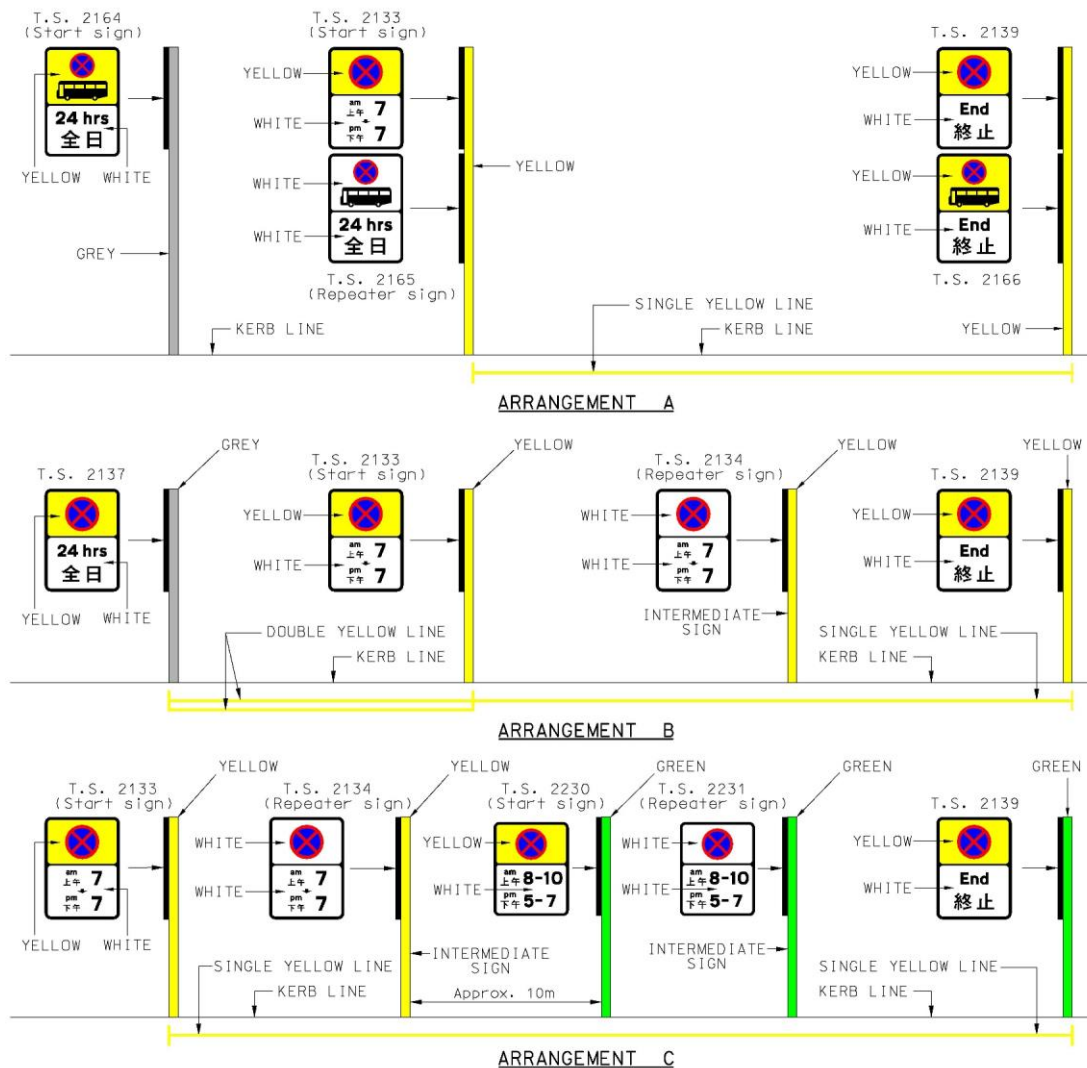 T.S. 2164
(Start sign)
24 hrs
全日
YELLOW WHITE
GREY
KERB LINE
T.S. 2133
(Start sign)
YELLOW
am
上午 7
WHITE
pm
下午 7
WHITE
24 hrs
WHITE
全日
T.S. 2165
(Repeater sign)
YELLOW
T.S. 2139
YELLOW
End
WHITE
終止
YELLOW
End
WHITE
終止
T.S. 2166
SINGLE YELLOW LINE
KERB LINE
YELLOW
ARRANGEMENT A
GREY
T.S. 2137
24 hrs
全日
YELLOW WHITE
T.S. 2133
(Start sign)
YELLOW
YELLOW
am
上午 7
WHITE
pm
下午 7
DOUBLE YELLOW LINE
KERB LINE
T.S. 2134
(Repeater sign)
YELLOW
WHITE
am
上午 7
WHITE
pm
下午 7
INTERMEDIATE
SIGN
T.S. 2139
YELLOW
YELLOW
End
WHITE
終止
SINGLE YELLOW LINE
KERB LINE
ARRANGEMENT B
T.S. 2133
(Start sign)
YELLOW
am
上午 7
pm
下午 7
YELLOW WHITE
T.S. 2134
(Repeater sign)
YELLOW
WHITE
am
上午 7
WHITE
pm
下午 7
INTERMEDIATE
SIGN
T.S. 2230
(Start sign)
GREEN
YELLOW
am
上午 8-10
WHITE
pm
下午 5-7
T.S. 2231
(Repeater sign)
GREEN
WHITE
am
上午 8-10
WHITE
pm
下午 5-7
INTERMEDIATE
SIGN
T.S. 2139
GREEN
YELLOW
End
WHITE
終止
SINGLE YELLOW LINE
KERB LINE
Approx. 10m
SINGLE YELLOW LINE
KERB LINE
ARRANGEMENT C